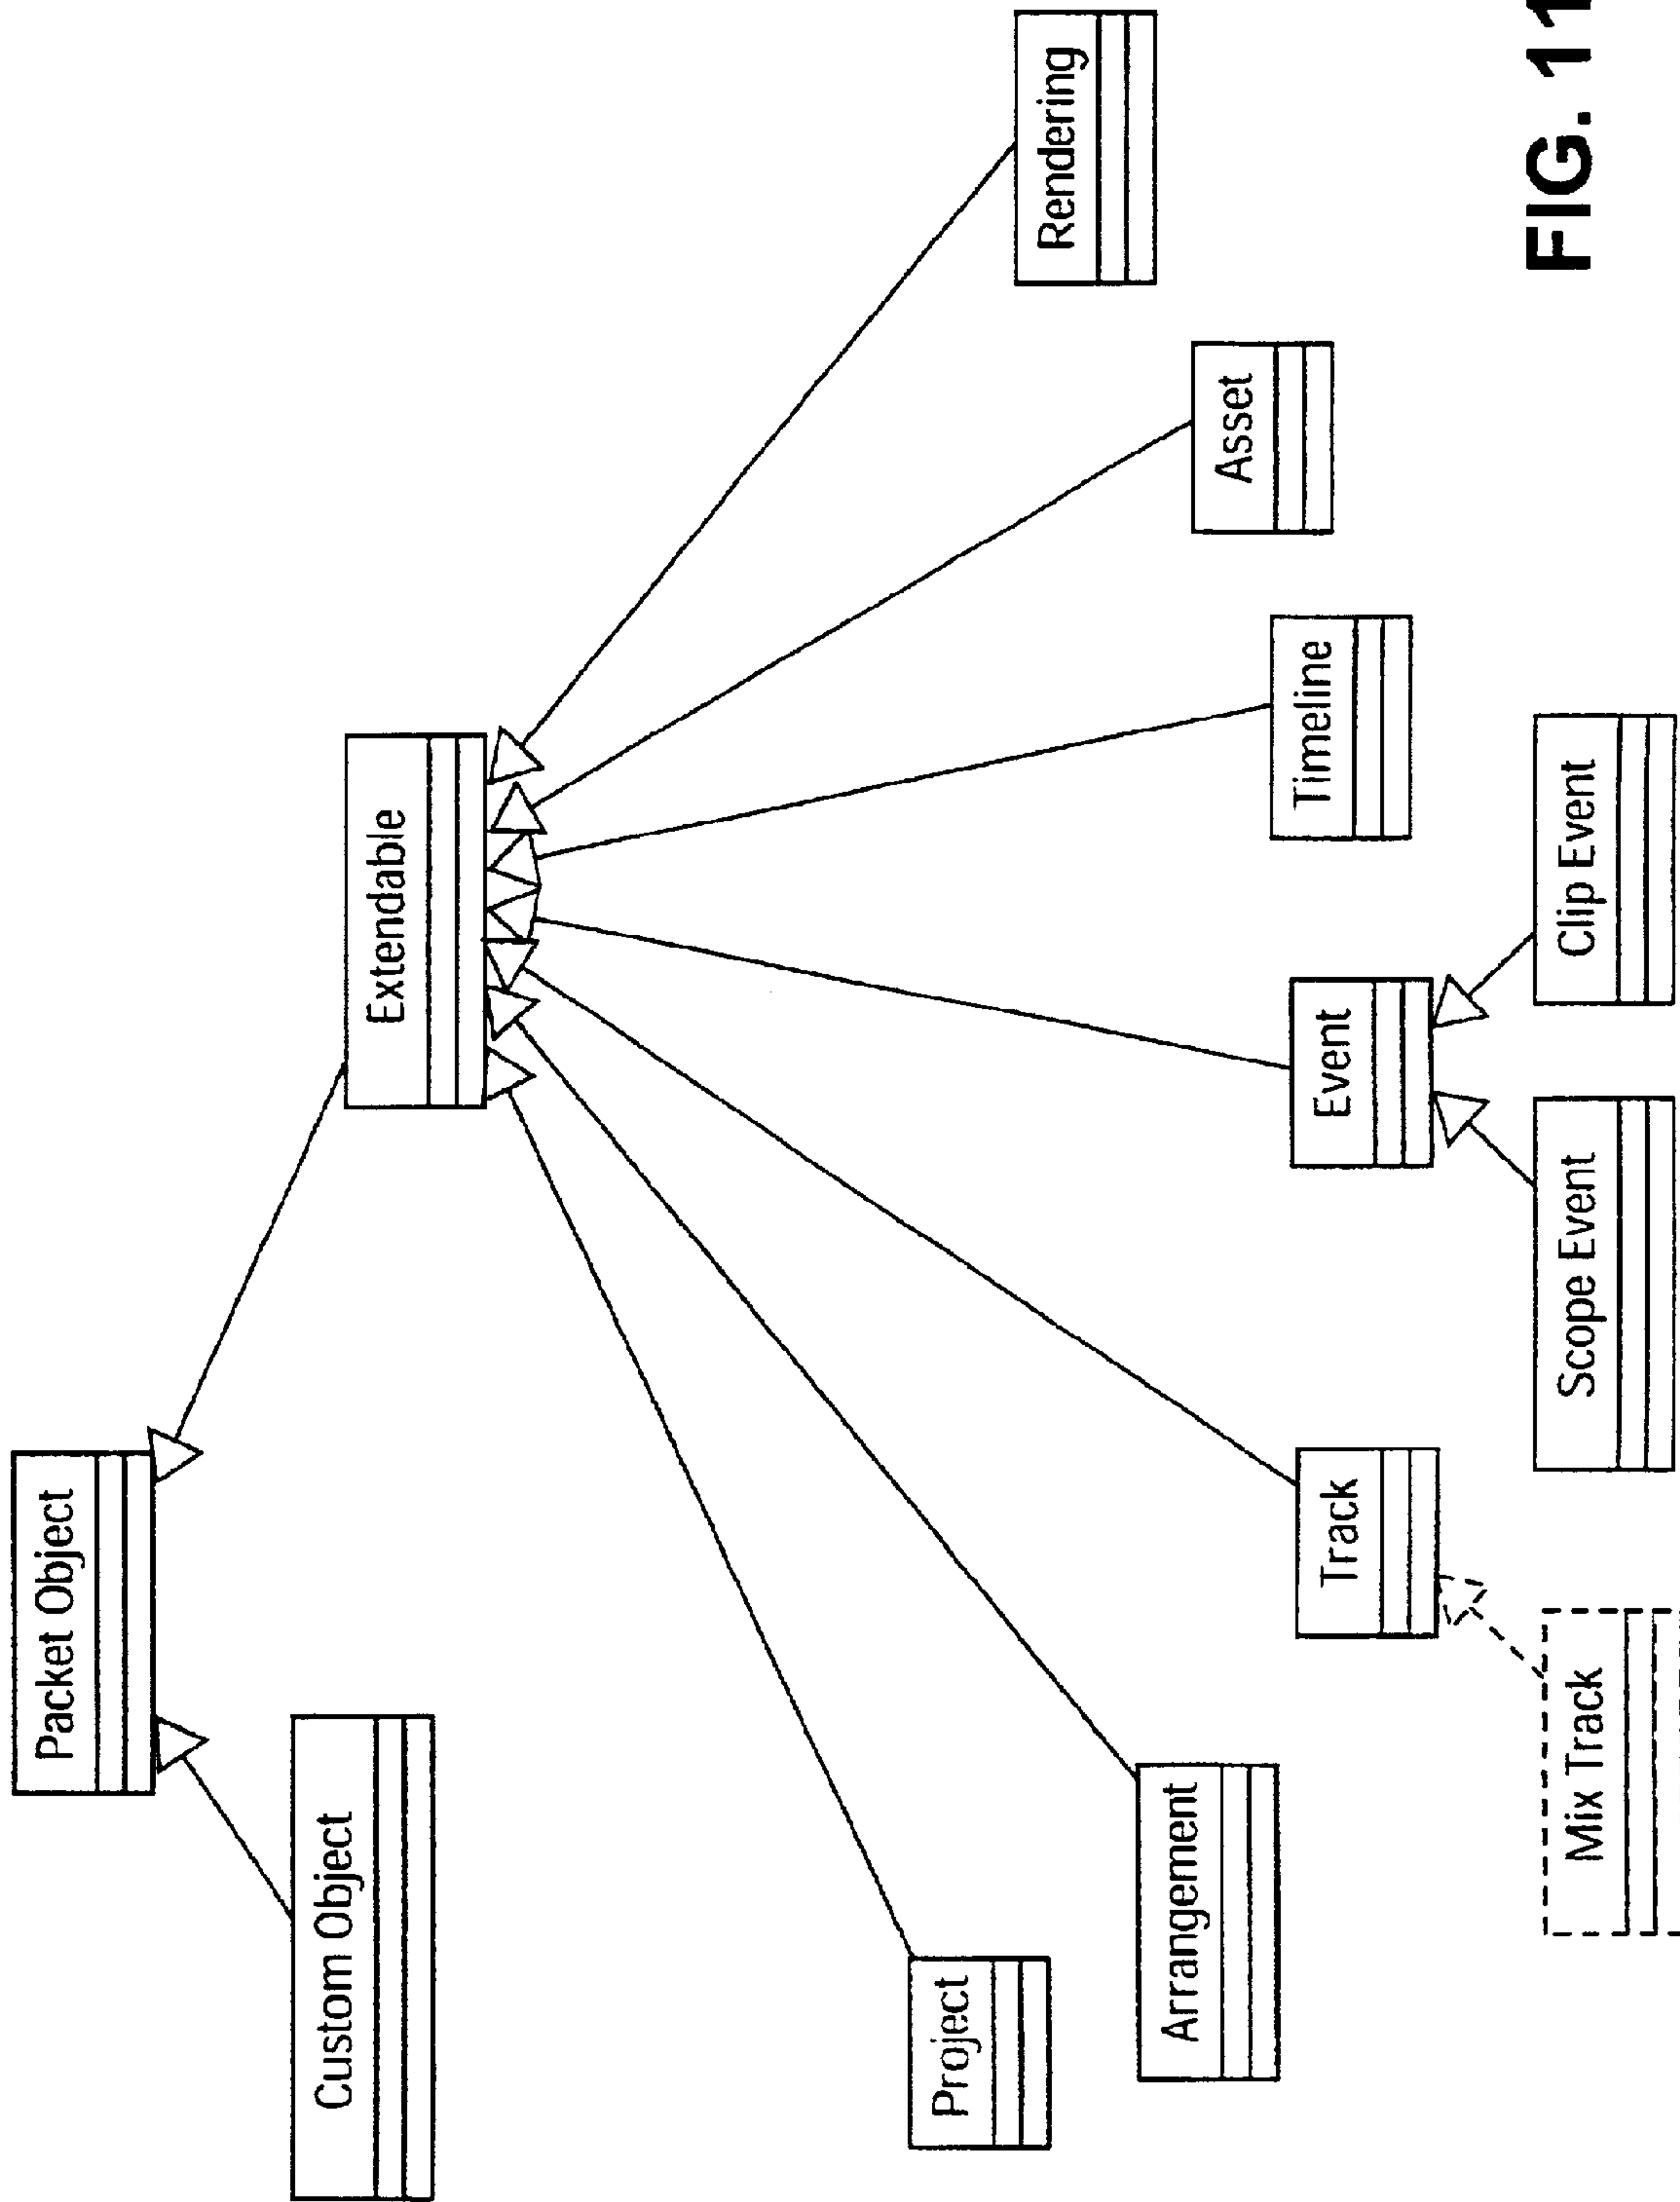 Packet Object
Custom Object
Extendable
Project
Arrangement
Track
Event
Timeline
Asset
Rendering
Mix Track
Scope Event
Clip Event
FIG. 11